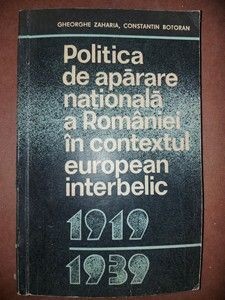 GHEORGHE ZAHARIA, CONSTANTIN BOTORAN
Politica
de apărare
națională
a României
în contextul
european
interbelic
1919
1939